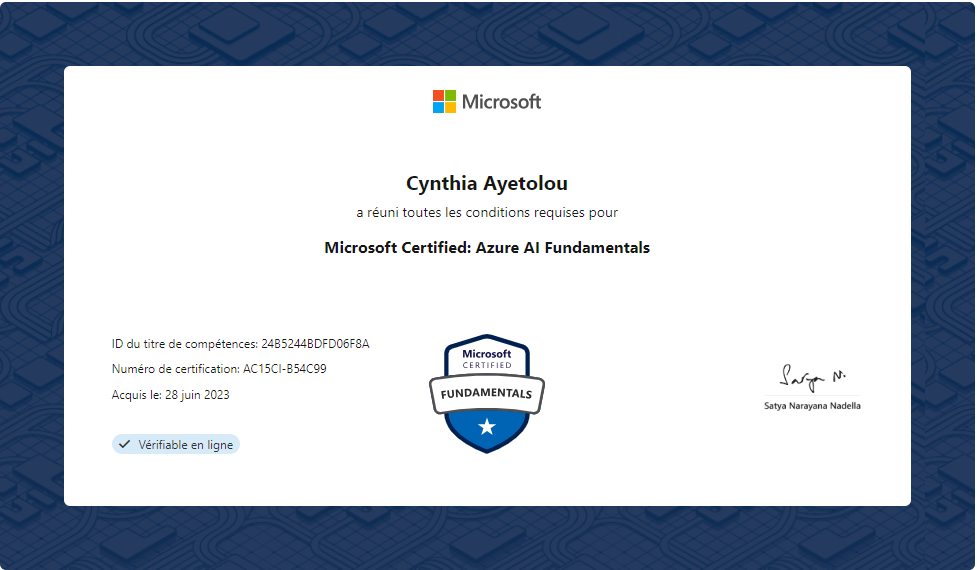 Microsoft
Cynthia Ayetolou
a réuni toutes les conditions requises pour
Microsoft Certified: Azure AI Fundamentals
ID du titre de compétences: 24B5244BDFD06F8A
Numéro de certification: AC15CI-B54C99
Acquis le: 28 juin 2023
Vérifiable en ligne
Microsoft
CERTIFIED
FUNDAMENTALS
Satya N.
Satya Narayana Nadella